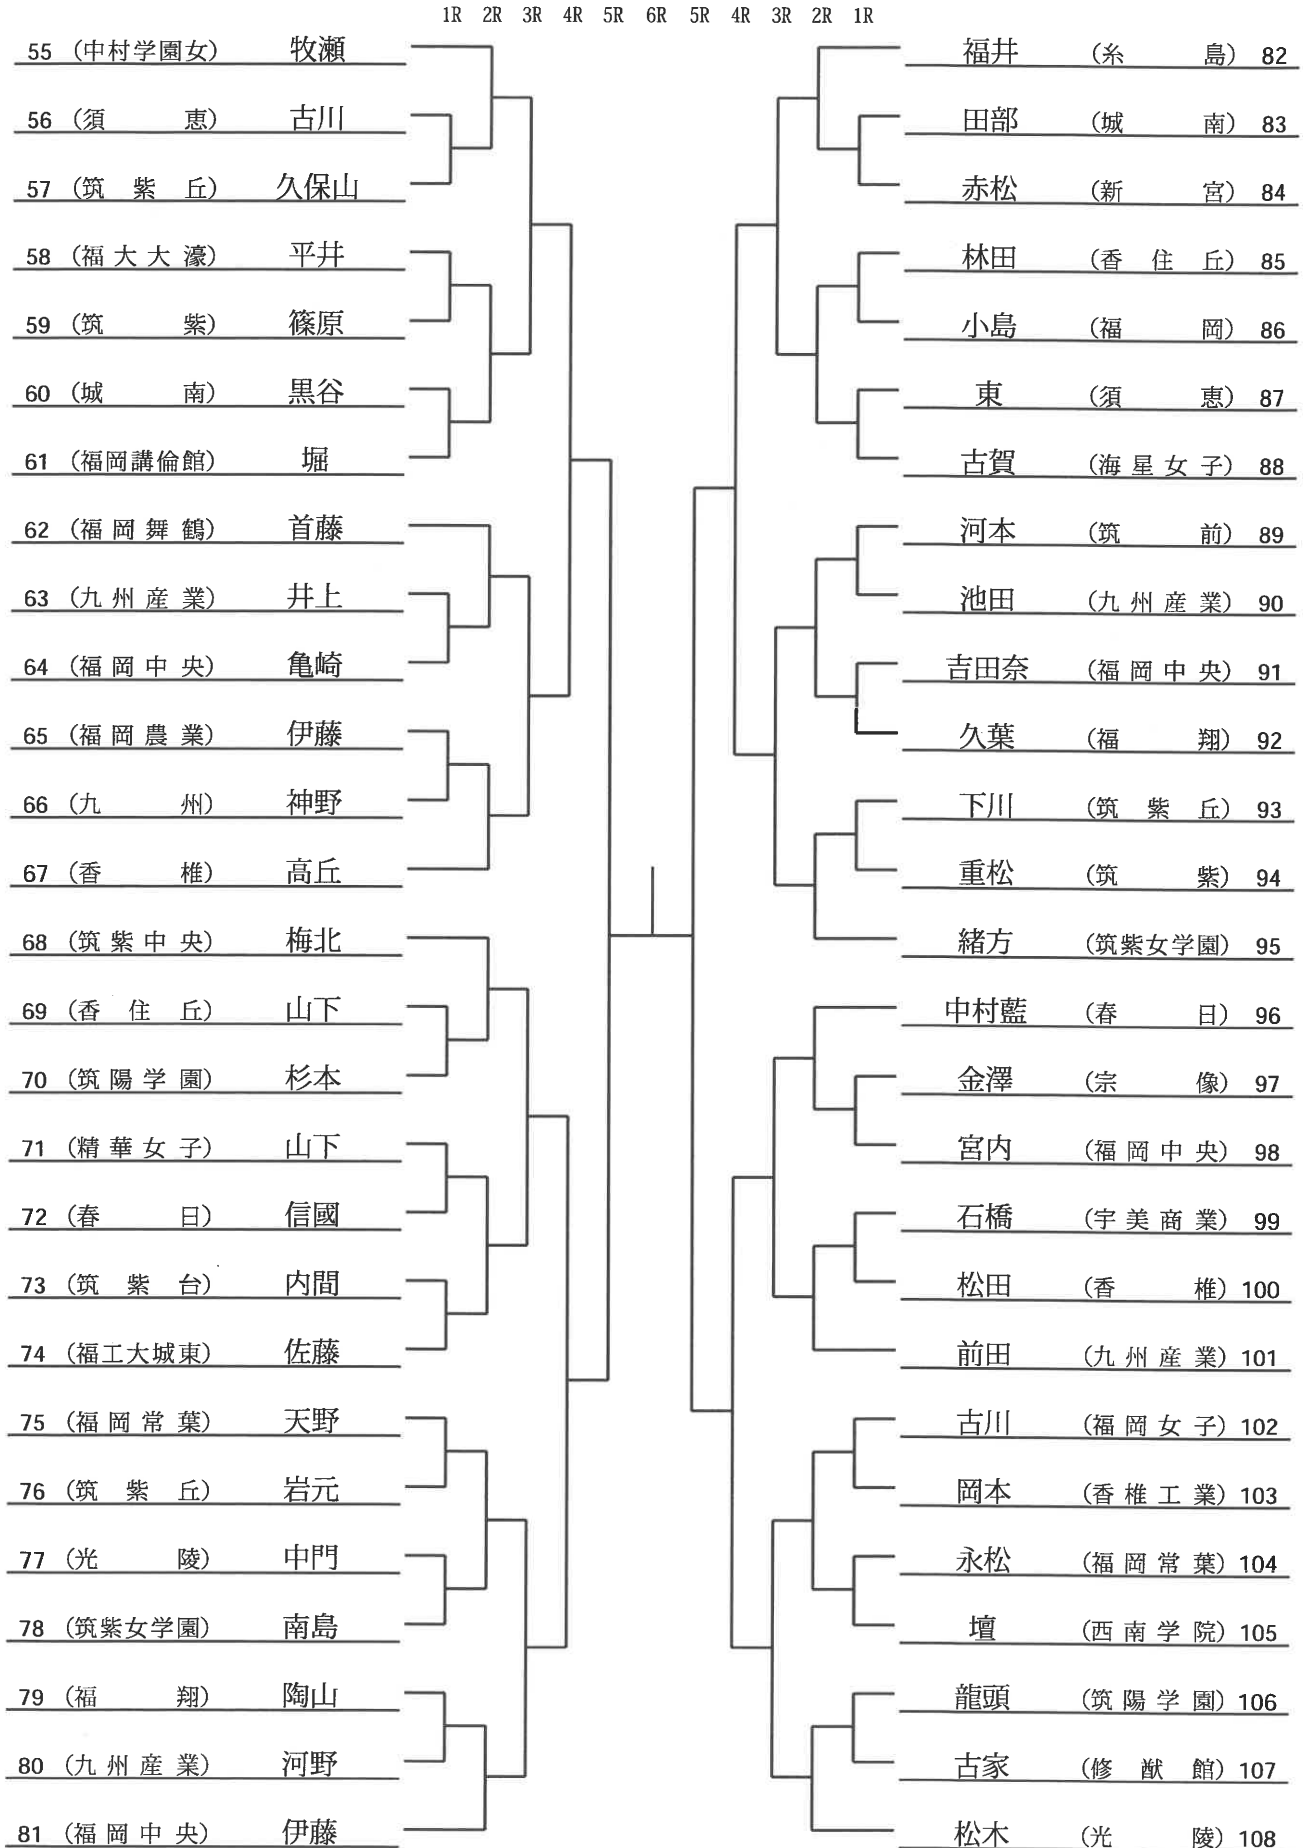 1R 2R 3R 4R 5R 6R 5R 4R 3R 2R 1R
55 (中村学園女) 牧瀬
56 (須恵) 古川
57 (筑紫丘) 久保山
58 (福大大濠) 平井
59 (筑紫) 篠原
60 (城南) 黒谷
61 (福岡講倫館) 堀
62 (福岡舞鶴) 首藤
63 (九州産業) 井上
64 (福岡中央) 亀崎
65 (福岡農業) 伊藤
66 (九州) 神野
67 (香椎) 高丘
68 (筑紫中央) 梅北
69 (香住丘) 山下
70 (筑陽学園) 杉本
71 (精華女子) 山下
72 (春日) 信國
73 (筑紫台) 内間
74 (福工大城東) 佐藤
75 (福岡常葉) 天野
76 (筑紫丘) 岩元
77 (光陵) 中門
78 (筑紫女学園) 南島
79 (福翔) 陶山
80 (九州産業) 河野
81 (福岡中央) 伊藤
福井 (糸島) 82
田部 (城南) 83
赤松 (新宮) 84
林田 (香住丘) 85
小島 (福岡) 86
東 (須恵) 87
古賀 (海星女子) 88
河本 (筑前) 89
池田 (九州産業) 90
吉田奈 (福岡中央) 91
久葉 (福翔) 92
下川 (筑紫丘) 93
重松 (筑紫) 94
緒方 (筑紫女学園) 95
中村藍 (春日) 96
金澤 (宗像) 97
宮内 (福岡中央) 98
石橋 (宇美商業) 99
松田 (香椎) 100
前田 (九州産業) 101
古川 (福岡女子) 102
岡本 (香椎工業) 103
永松 (福岡常葉) 104
壇 (西南学院) 105
龍頭 (筑陽学園) 106
古家 (修猷館) 107
松木 (光陵) 108